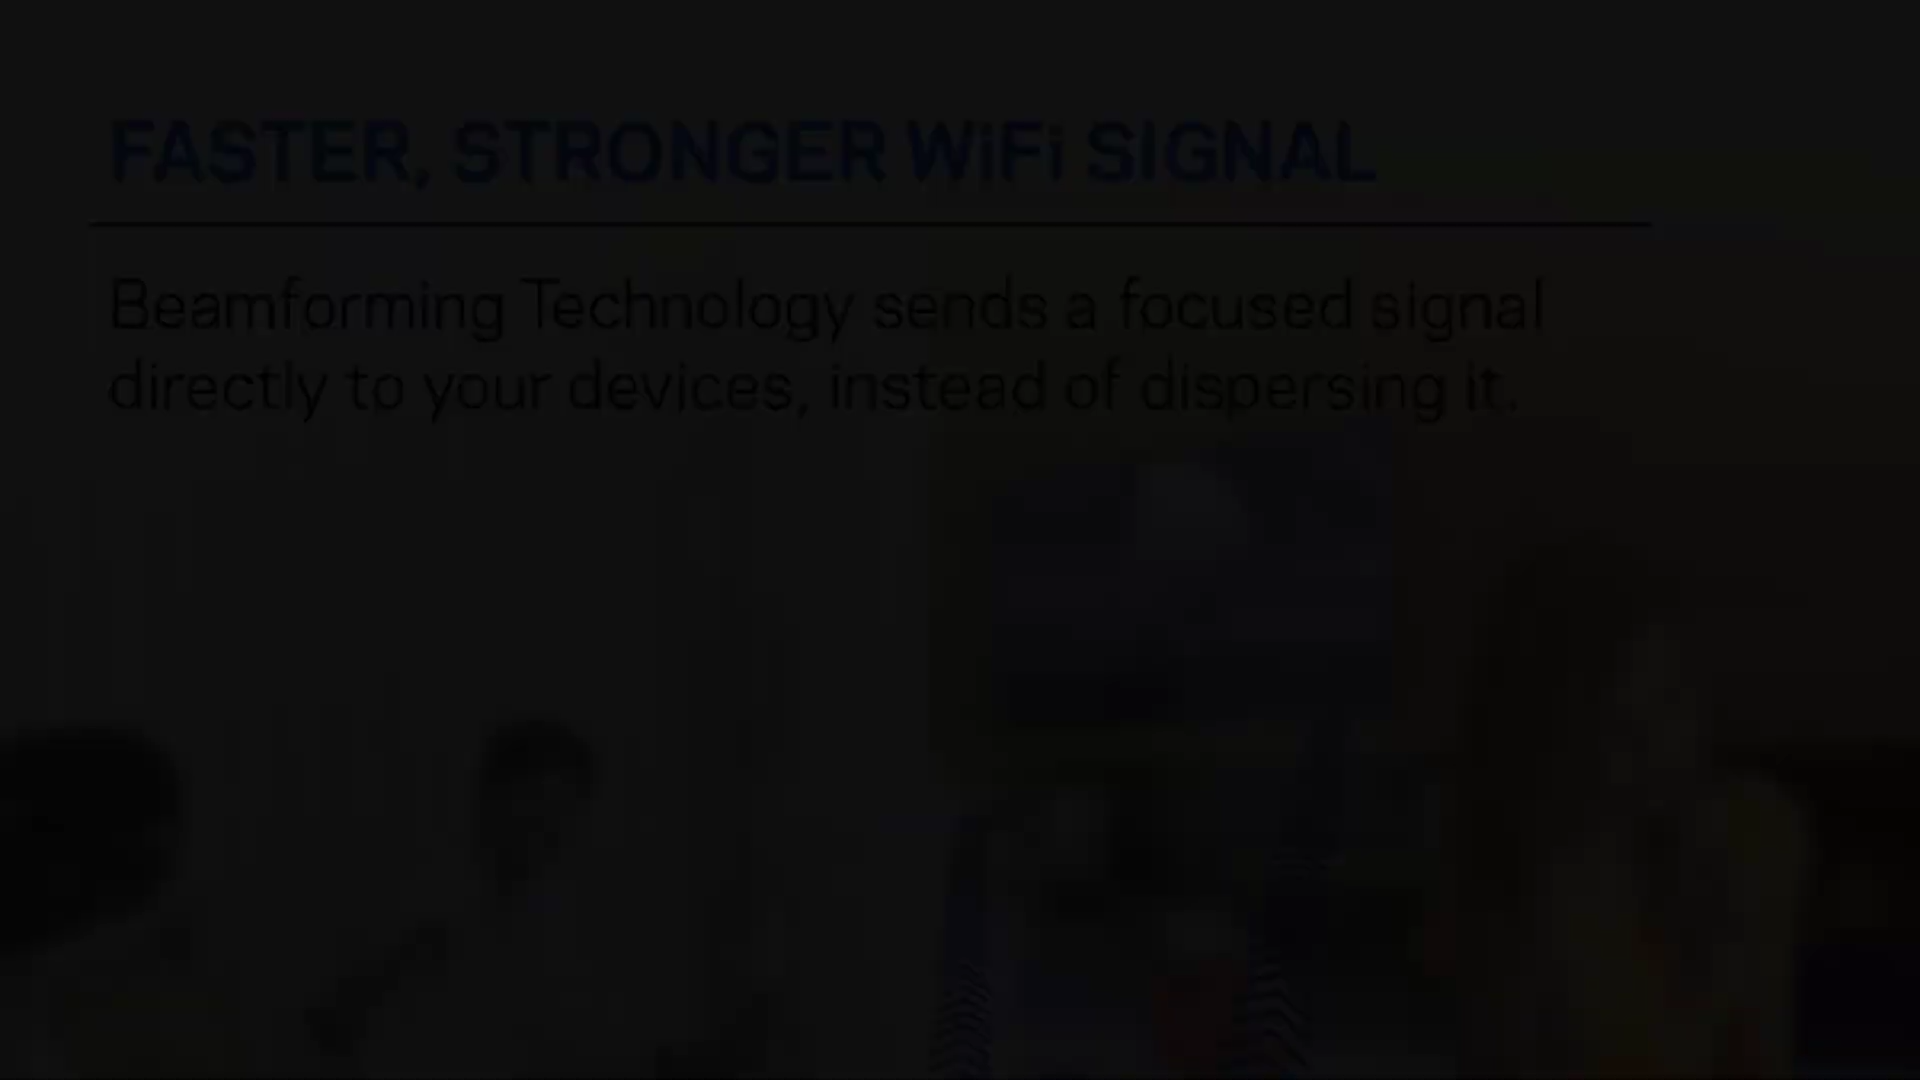 FASTER, STRONGER WiFi SIGNAL
Beamforming Technology sends a focused signal
directly to your devices, instead of dispersing it.